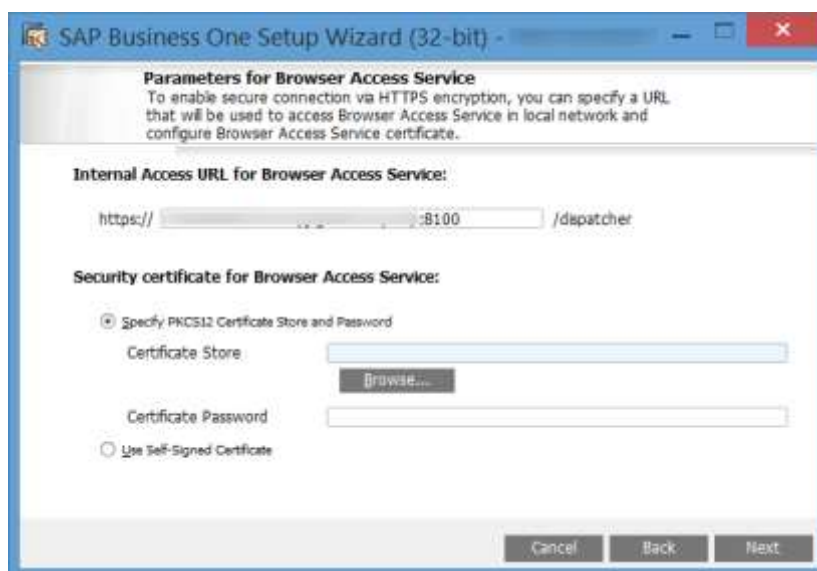 SAP Business One Setup Wizard (32-bit) -
Parameters for Browser Access Service
To enable secure connection via HTTPS encryption, you can specify a URL
that will be used to access Browser Access Service in local network and
configure Browser Access Service certificate.
Internal Access URL for Browser Access Service:
https:// :8100 /dispatcher
Security certificate for Browser Access Service:
Specify PKCS12 Certificate Store and Password
Certificate Store
Browse...
Certificate Password
Use Self-Signed Certificate
Cancel Back Next